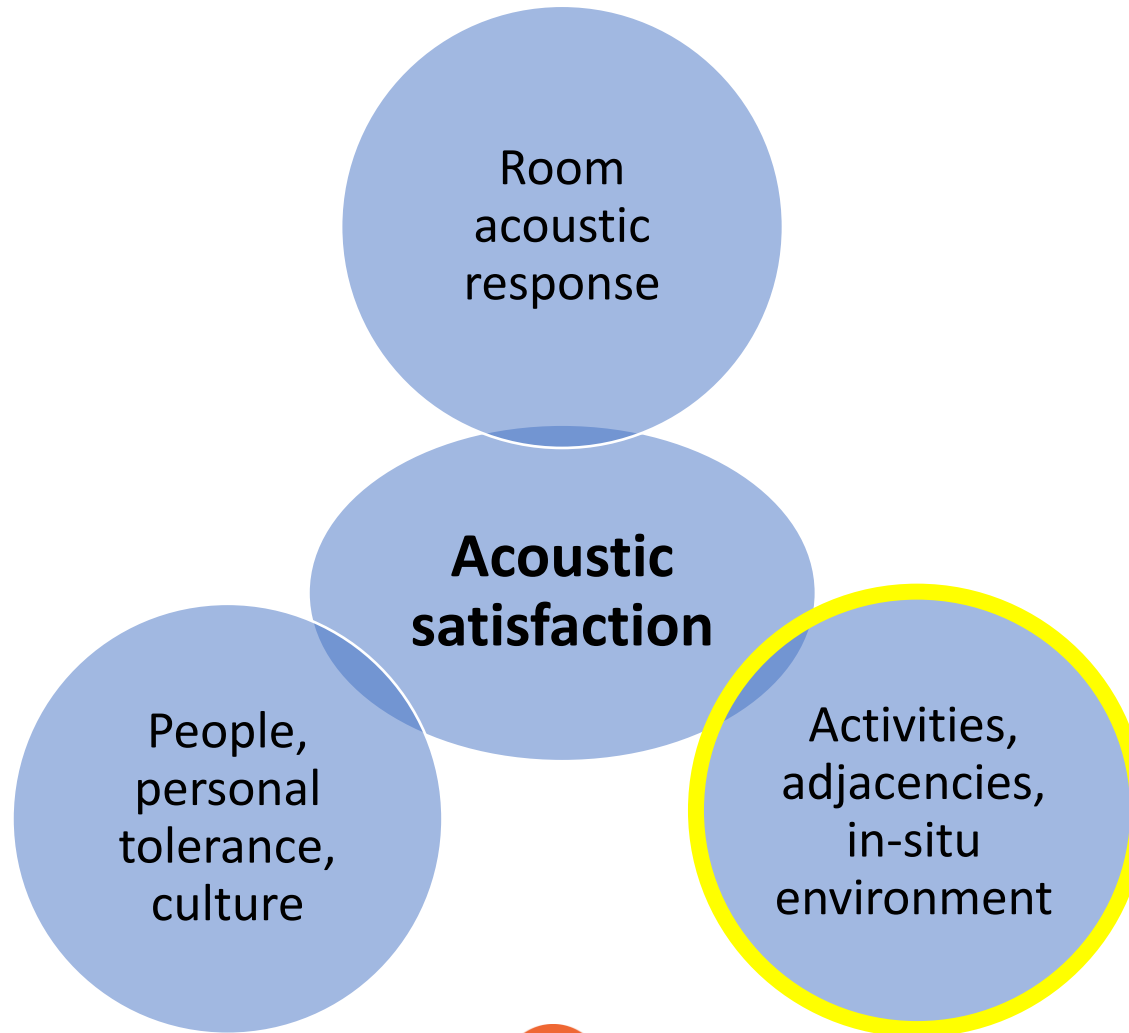 Room
acoustic
response
Acoustic
satisfaction
People,
personal
tolerance,
culture
Activities,
adjacencies,
in-situ
environment